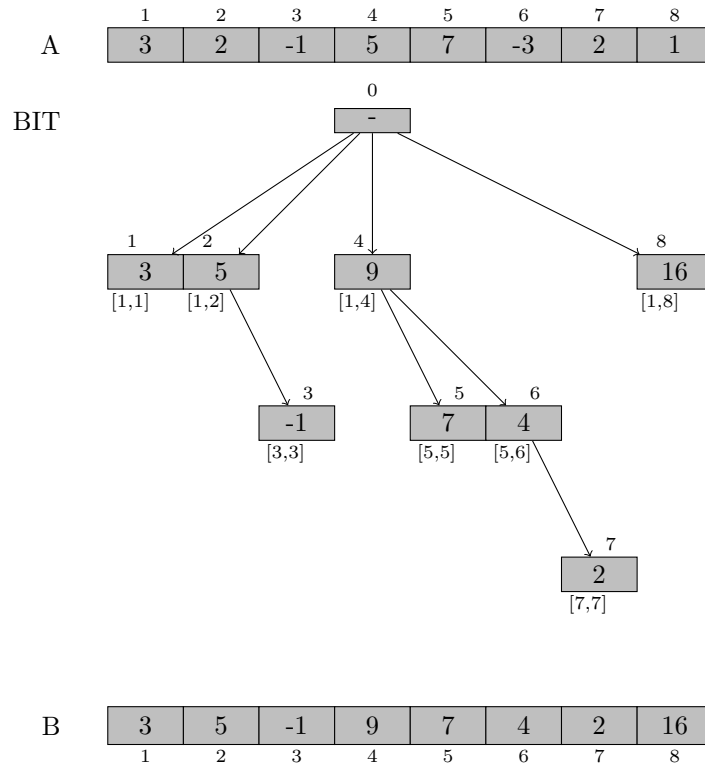 1 2 3 4 5 6 7 8
A 3 2 -1 5 7 -3 2 1
0
BIT -
1 2 4 8
3 5 9 16
[1,1] [1,2] [1,4] [1,8]
3 5 6
-1 7 4
[3,3] [5,5] [5,6]
7
2
[7,7]
B 3 5 -1 9 7 4 2 16
1 2 3 4 5 6 7 8